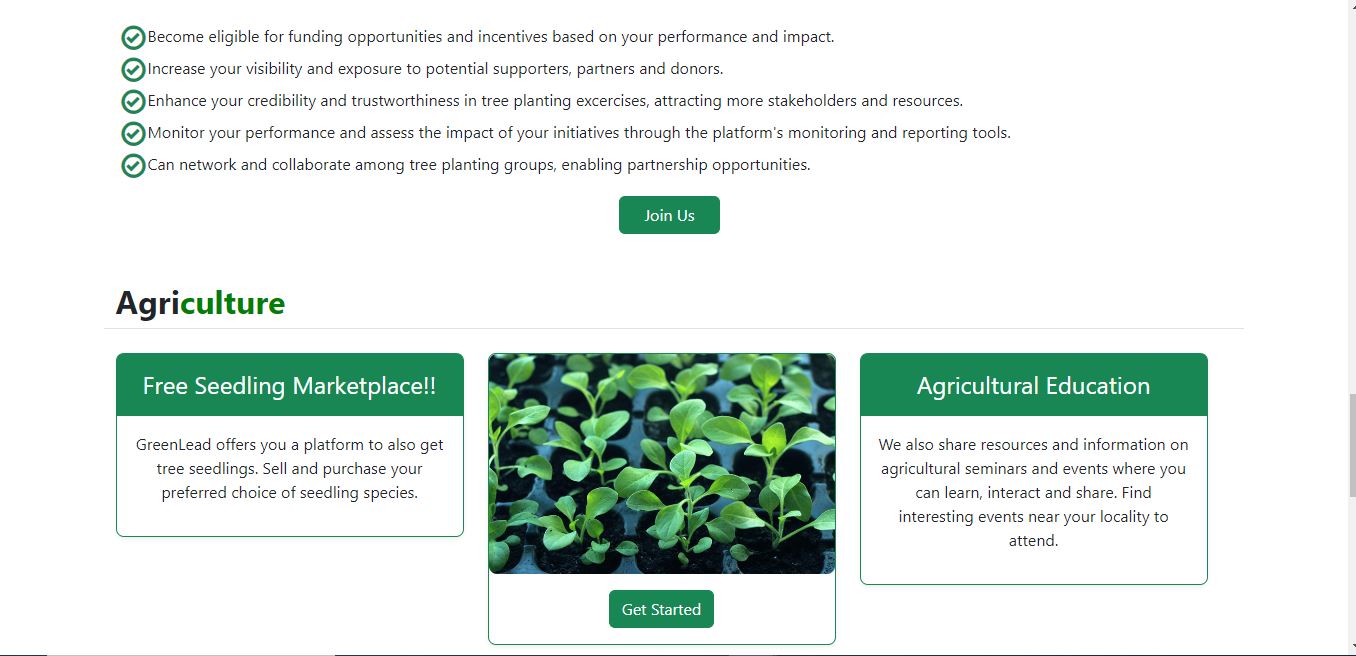 Become eligible for funding opportunities and incentives based on your performance and impact.
Increase your visibility and exposure to potential supporters, partners and donors.
Enhance your credibility and trustworthiness in tree planting excercises, attracting more stakeholders and resources.
Monitor your performance and assess the impact of your initiatives through the platform's monitoring and reporting tools.
Can network and collaborate among tree planting groups, enabling partnership opportunities.
Join Us
Agriculture
Free Seedling Marketplace!!
GreenLead offers you a platform to also get
tree seedlings. Sell and purchase your
preferred choice of seedling species.
Get Started
Agricultural Education
We also share resources and information on
agricultural seminars and events where you
can learn, interact and share. Find
interesting events near your locality to
attend.